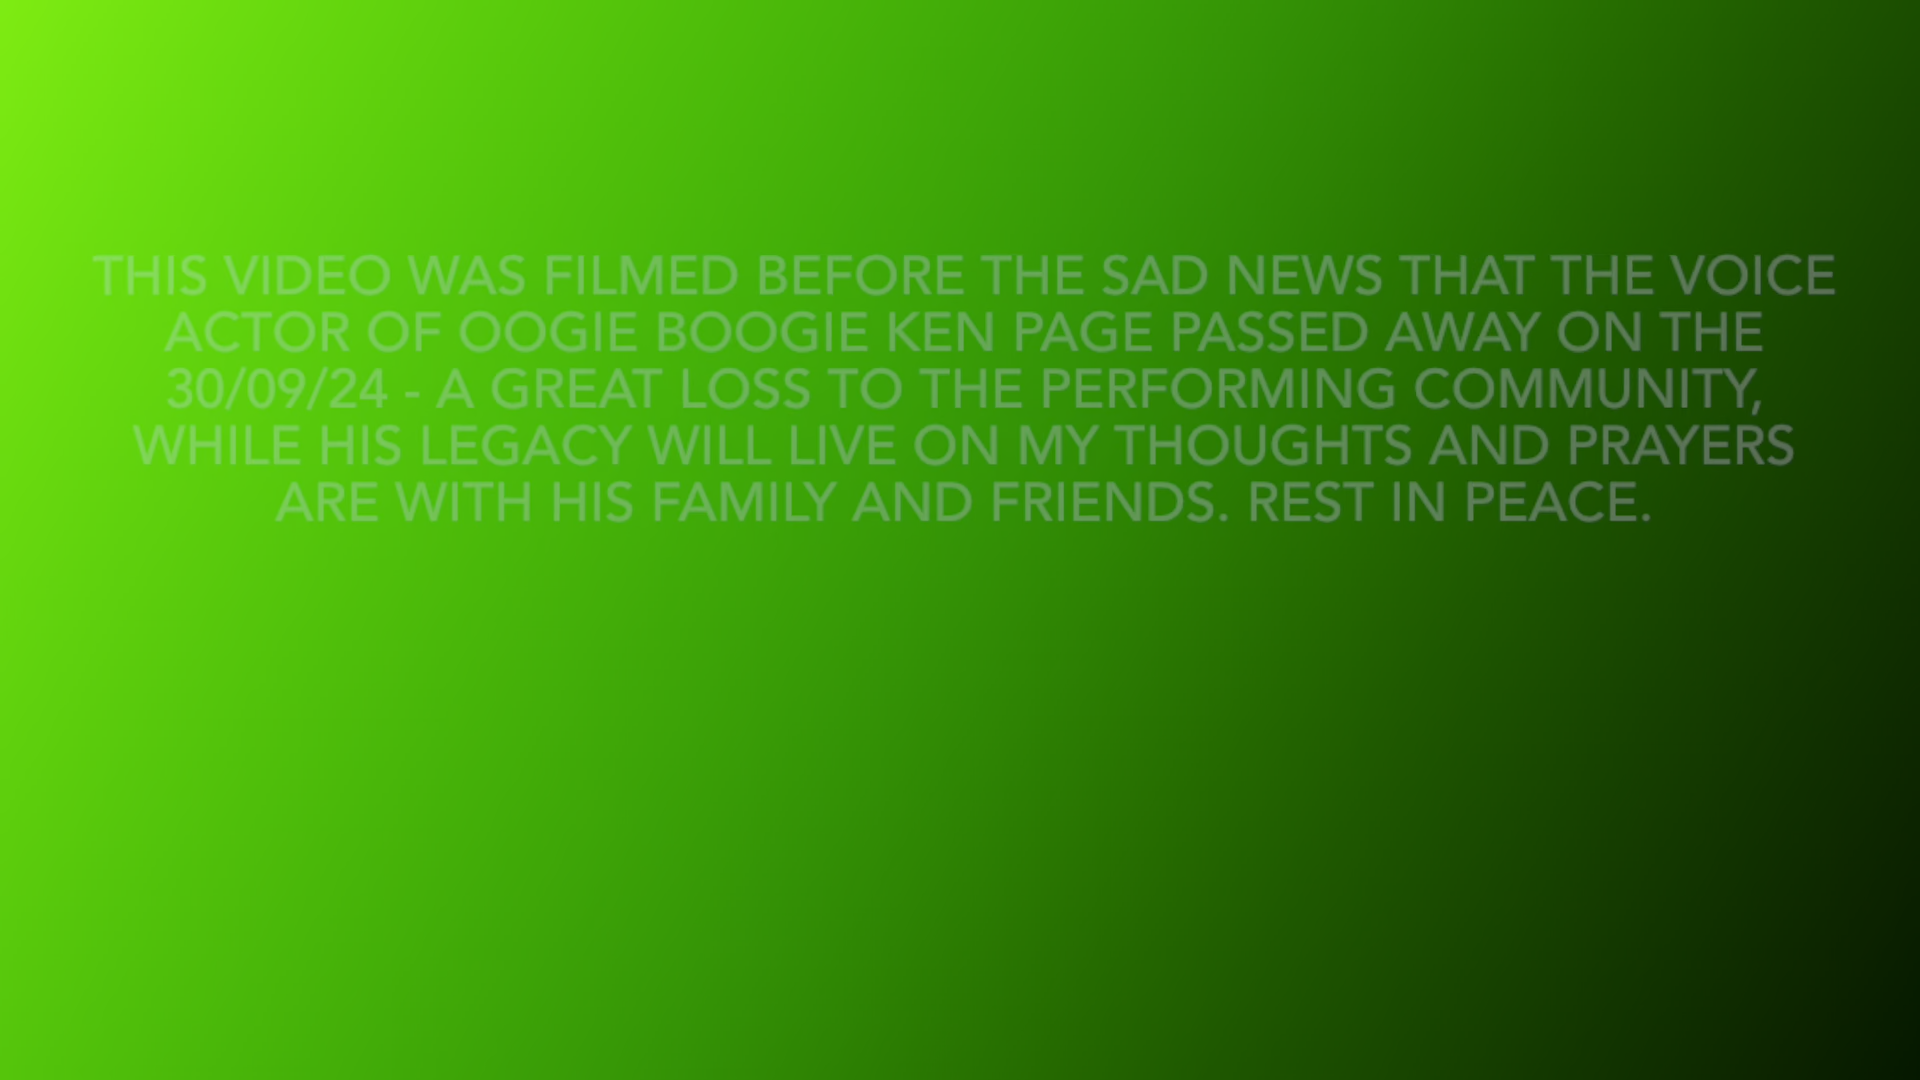 THIS VIDEO WAS FILMED BEFORE THE SAD NEWS THAT THE VOICE
ACTOR OF OOGIE BOOGIE KEN PAGE PASSED AWAY ON THE
30/09/24 - A GREAT LOSS TO THE PERFORMING COMMUNITY,
WHILE HIS LEGACY WILL LIVE ON MY THOUGHTS AND PRAYERS
ARE WITH HIS FAMILY AND FRIENDS. REST IN PEACE.